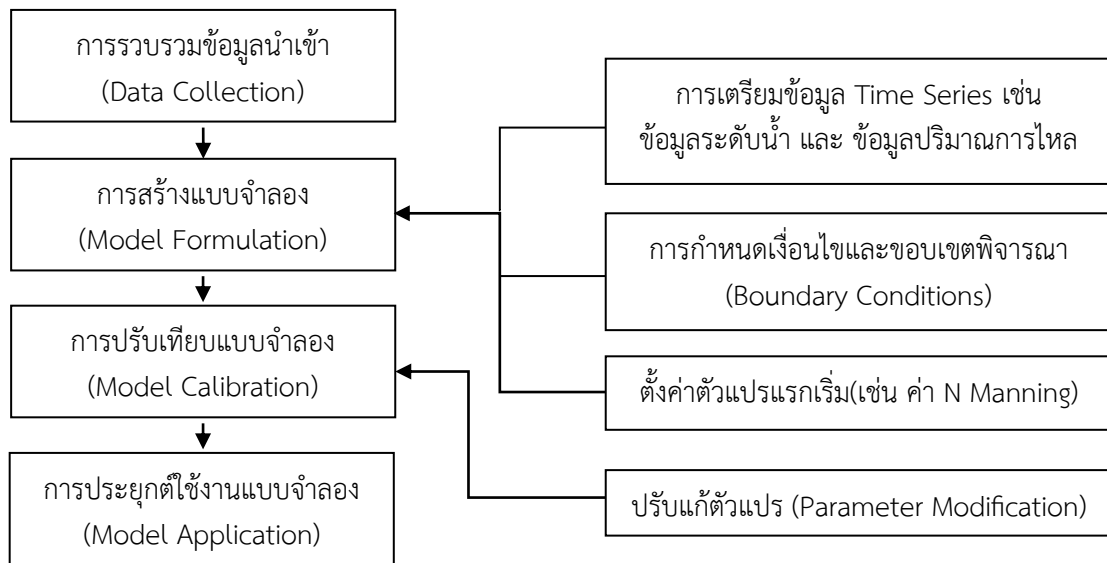 การรวบรวมข้อมูลนำเข้า
(Data Collection)
การสร้างแบบจำลอง
(Model Formulation)
การปรับเทียบแบบจำลอง
(Model Calibration)
การประยุกต์ใช้งานแบบจำลอง
(Model Application)
การเตรียมข้อมูล Time Series เช่น
ข้อมูลระดับน้ำ และ ข้อมูลปริมาณการไหล
การกำหนดเงื่อนไขและขอบเขตพิจารณา
(Boundary Conditions)
ตั้งค่าตัวแปรแรกเริ่ม(เช่น ค่า N Manning)
ปรับแก้ตัวแปร (Parameter Modification)